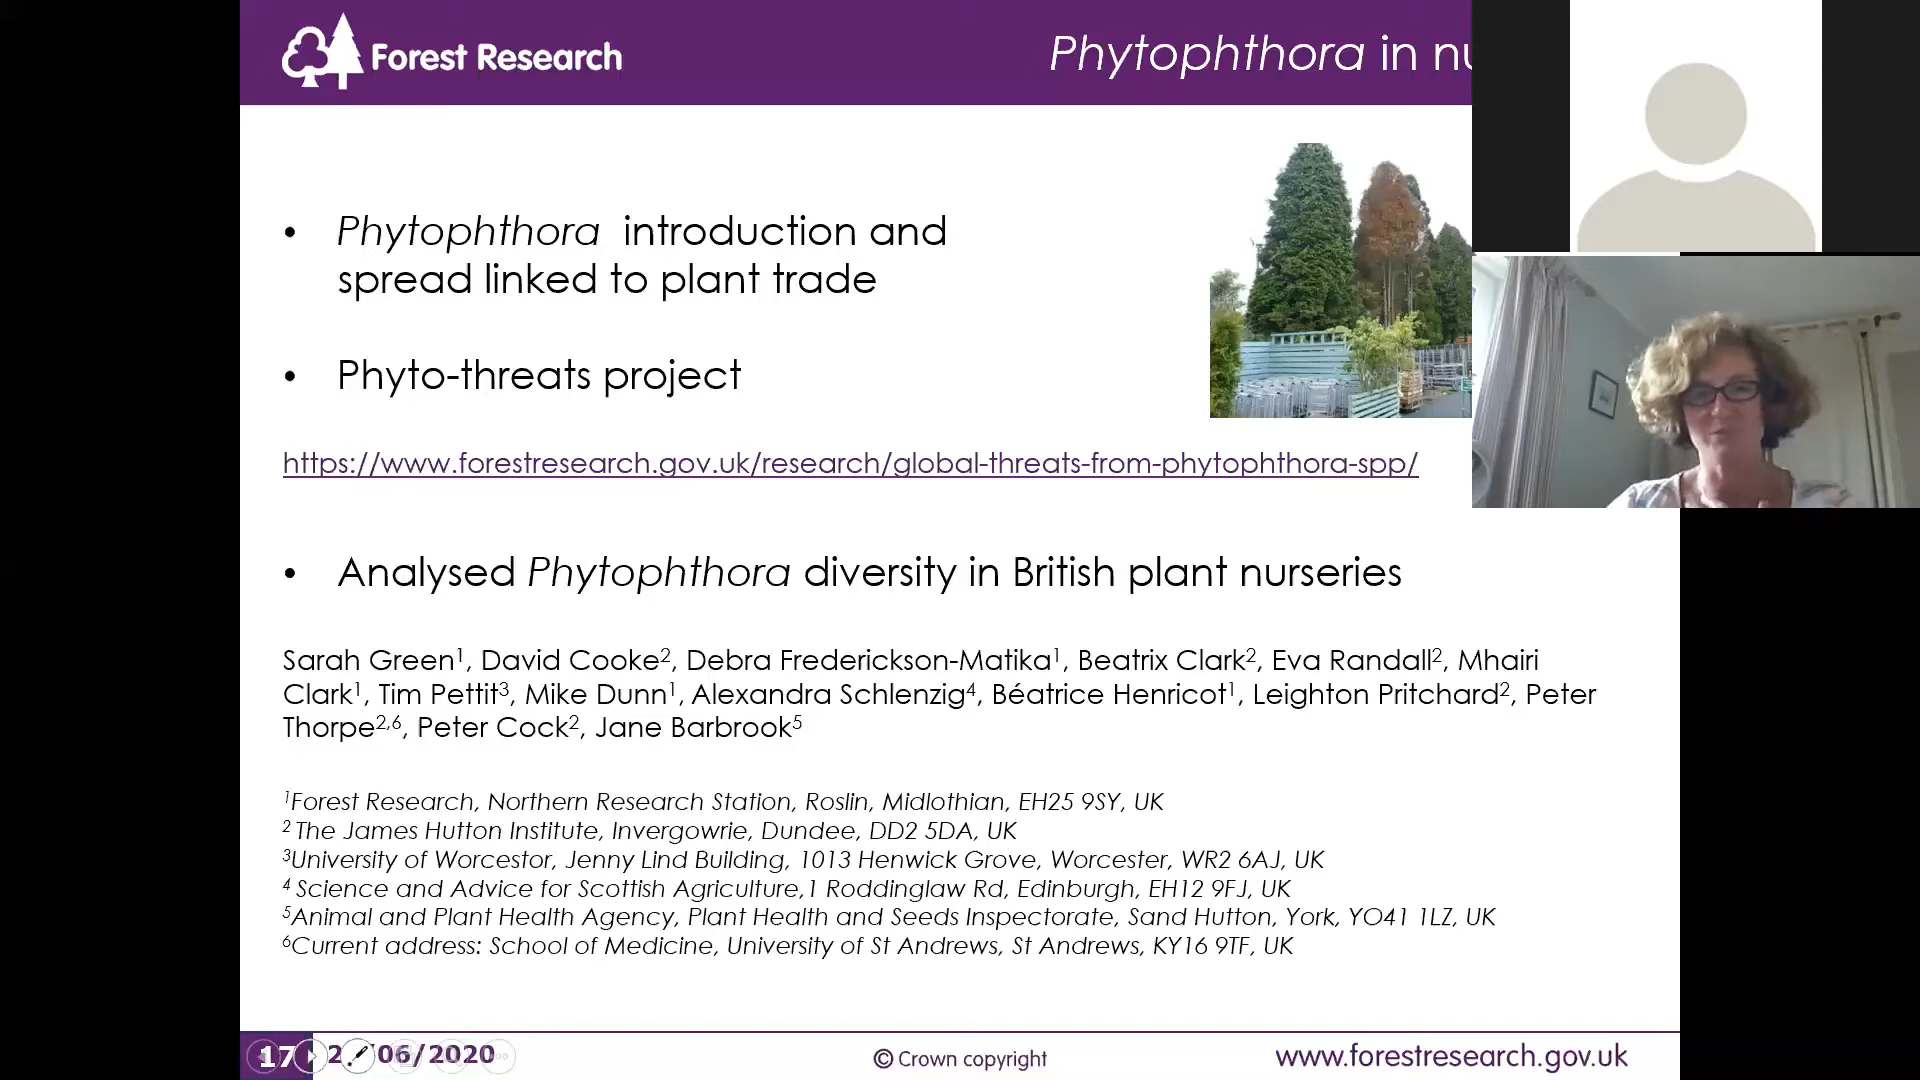 Forest Research
Phytophthora in nu
• Phytophthora introduction and
spread linked to plant trade
• Phyto-threats project
https://www.forestresearch.gov.uk/research/global-threats-from-phytophthora-spp/
• Analysed Phytophthora diversity in British plant nurseries
Sarah Green1, David Cooke2, Debra Frederickson-Matika1, Beatrix Clark2, Eva Randall2, Mhairi
Clark1, Tim Pettit3, Mike Dunn1, Alexandra Schlenzig4, Béatrice Henricot1, Leighton Pritchard2, Peter
Thorpe2,6, Peter Cock2, Jane Barbrook5
1Forest Research, Northern Research Station, Roslin, Midlothian, EH25 9SY, UK
2 The James Hutton Institute, Invergowrie, Dundee, DD2 5DA, UK
3University of Worcestor, Jenny Lind Building, 1013 Henwick Grove, Worcester, WR2 6AJ, UK
4 Science and Advice for Scottish Agriculture,1 Roddinglaw Rd, Edinburgh, EH12 9FJ, UK
5Animal and Plant Health Agency, Plant Health and Seeds Inspectorate, Sand Hutton, York, YO41 1LZ, UK
6Current address: School of Medicine, University of St Andrews, St Andrews, KY16 9TF, UK
17
/06/2020
© Crown copyright
www.forestresearch.gov.uk